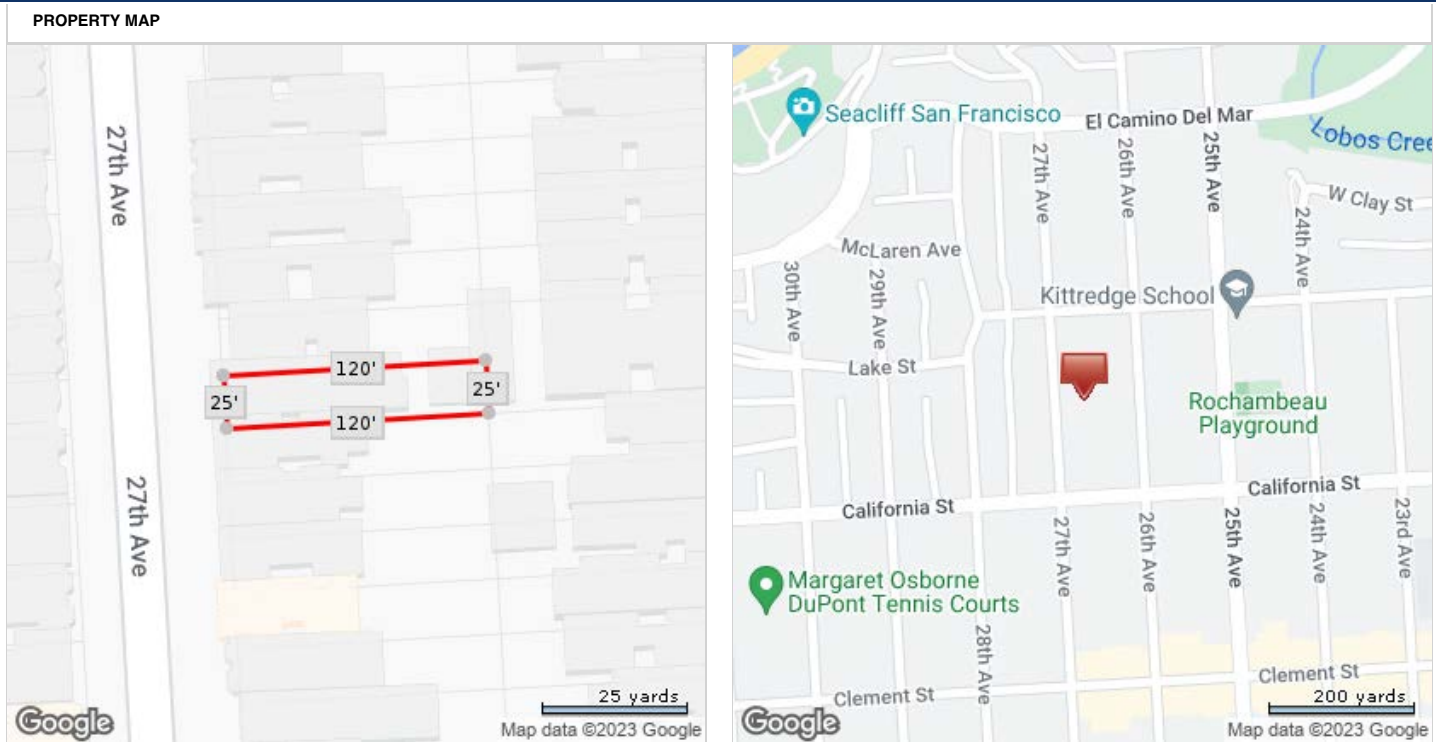 PROPERTY MAP
27th Ave
120'
25'
25'
120'
27th Ave
25 yards
Google
Map data ©2023 Google
Seacliff San Francisco
El Camino Del Mar
Lobos Cree
27th Ave
26th Ave
25th Ave
W Clay St
24th Ave
McLaren Ave
30th Ave
29th Ave
Kittredge School
Lake St
Rochambeau
Playground
California St
California St
27th Ave
26th Ave
25th Ave
24th Ave
23rd Ave
Margaret Osborne
DuPont Tennis Courts
28th Ave
Clement St
Clement St
200 yards
Google
Map data ©2023 Google